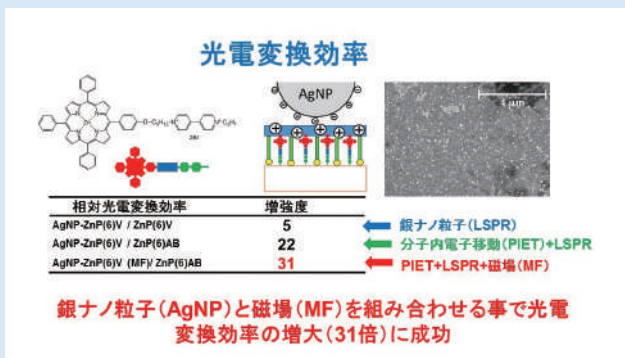 光電変換効率
AgNP
1 μm
相対光電変換効率 増強度
AgNP-ZnP(6)V / ZnP(6)V 5 銀ナノ粒子(LSPR)
AgNP-ZnP(6)V / ZnP(6)AB 22 分子内電子移動(PIET)+LSPR
AgNP-ZnP(6)V (MF)/ ZnP(6)AB 31 PIET+LSPR+磁場(MF)
銀ナノ粒子(AgNP)と磁場(MF)を組み合わせる事で光電
変換効率の増大(31倍)に成功